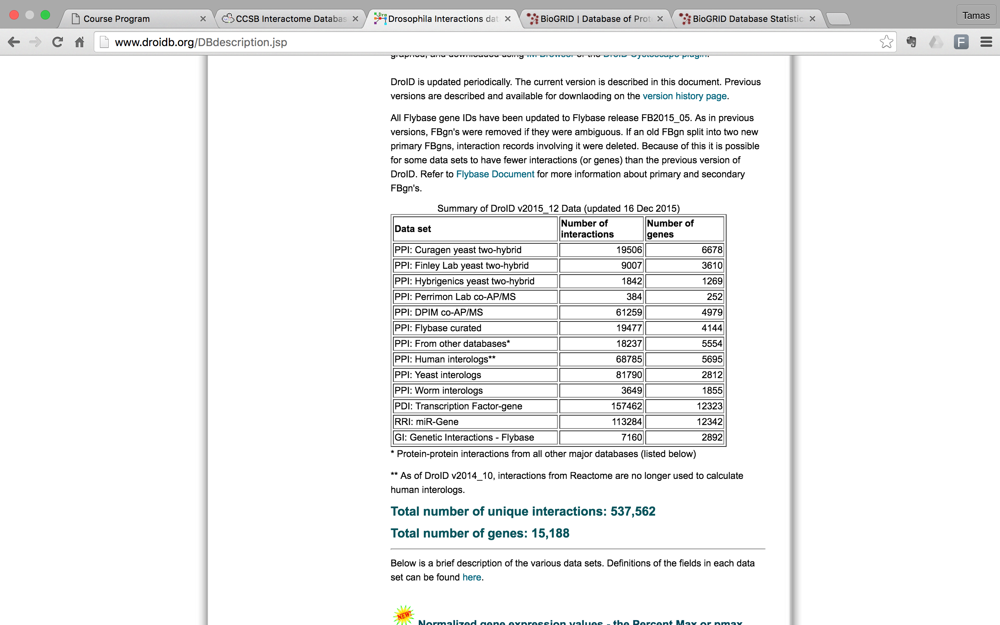 Course Program
CCSB Interactome Databas
Drosophila Interactions dat
BioGRID | Database of Prot
BioGRID Database Statistic
Tamas
www.droidb.org/DBdescription.jsp
F
graphed, and downloaded using IM Browser or the DroID Cystoscape plugin.
DroID is updated periodically. The current version is described in this document. Previous
versions are described and available for downlaoding on the version history page.
All Flybase gene IDs have been updated to Flybase release FB2015_05. As in previous
versions, FBgn's were removed if they were ambiguous. If an old FBgn split into two new
primary FBgns, interaction records involving it were deleted. Because of this it is possible
for some data sets to have fewer interactions (or genes) than the previous version of
DroID. Refer to Flybase Document for more information about primary and secondary
FBgn's.
Summary of DroID v2015_12 Data (updated 16 Dec 2015)
Data set Number of interactions Number of genes
PPI: Curagen yeast two-hybrid 19506 6678
PPI: Finley Lab yeast two-hybrid 9007 3610
PPI: Hybrigenics yeast two-hybrid 1842 1269
PPI: Perrimon Lab co-AP/MS 384 252
PPI: DPIM co-AP/MS 61259 4979
PPI: Flybase curated 19477 4144
PPI: From other databases* 18237 5554
PPI: Human interologs** 68785 5695
PPI: Yeast interologs 81790 2812
PPI: Worm interologs 3649 1855
PDI: Transcription Factor-gene 157462 12323
RRI: miR-Gene 113284 12342
GI: Genetic Interactions - Flybase 7160 2892
* Protein-protein interactions from all other major databases (listed below)
** As of DroID v2014_10, interactions from Reactome are no longer used to calculate
human interologs.
Total number of unique interactions: 537,562
Total number of genes: 15,188
Below is a brief description of the various data sets. Definitions of the fields in each data
set can be found here.
NEW!
Normalized gene expression values - the Percent Max or pmax